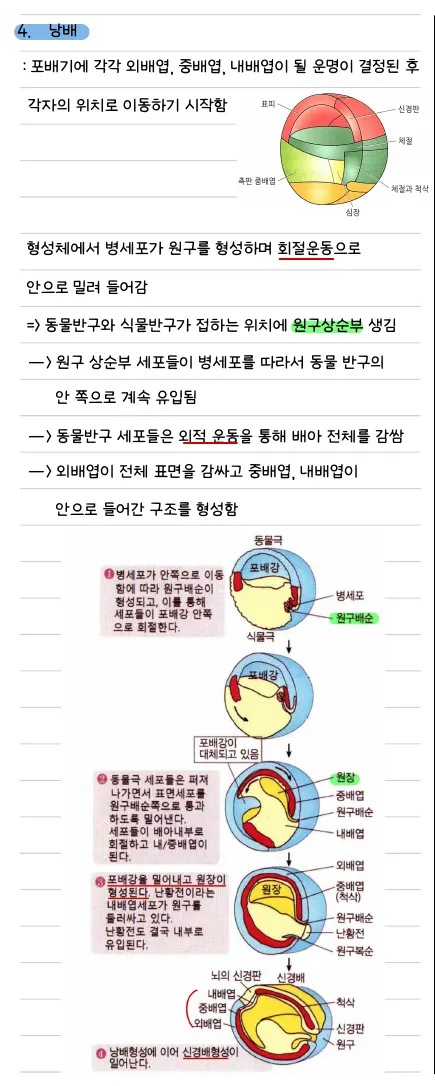 4. 낭배
: 포배기에 각각 외배엽, 중배엽, 내배엽이 될 운명이 결정된 후
각자의 위치로 이동하기 시작함
표피
신경판
체절
측판 중배엽
체절과 척삭
심장
형성체에서 병세포가 원구를 형성하며 회절운동으로
안으로 밀려 들어감
=> 동물반구와 식물반구가 접하는 위치에 원구상순부 생김
—> 원구 상순부 세포들이 병세포를 따라서 동물 반구의
안 쪽으로 계속 유입됨
—> 동물반구 세포들은 외적 운동을 통해 배아 전체를 감쌈
—> 외배엽이 전체 표면을 감싸고 중배엽, 내배엽이
안으로 들어간 구조를 형성함
동물극
포배강
1 병세포가 안쪽으로 이동
함에 따라 원구배순이
형성되고, 이를 통해
세포들이 포배강 안쪽
으로 회절한다.
병세포
원구배순
식물극
포배강
포배강이
대체되고 있음
2 동물극 세포들은 퍼져
나가면서 표면세포를
원구배순쪽으로 통과
하도록 밀어낸다.
세포들이 배아내부로
회절하고 내/중배엽이
된다.
원장
중배엽
원구배순
내배엽
외배엽
3 포배강을 밀어내고 원장이
형성된다. 난황전이라는
내배엽세포가 원구를
둘러싸고 있다.
난황전도 결국 내부로
유입된다.
원장
중배엽
(척삭)
원구배순
난황전
원구복순
뇌의 신경판
신경배
내배엽
중배엽
외배엽
척삭
신경판
원구
4 낭배형성에 이어 신경배형성이
일어난다.